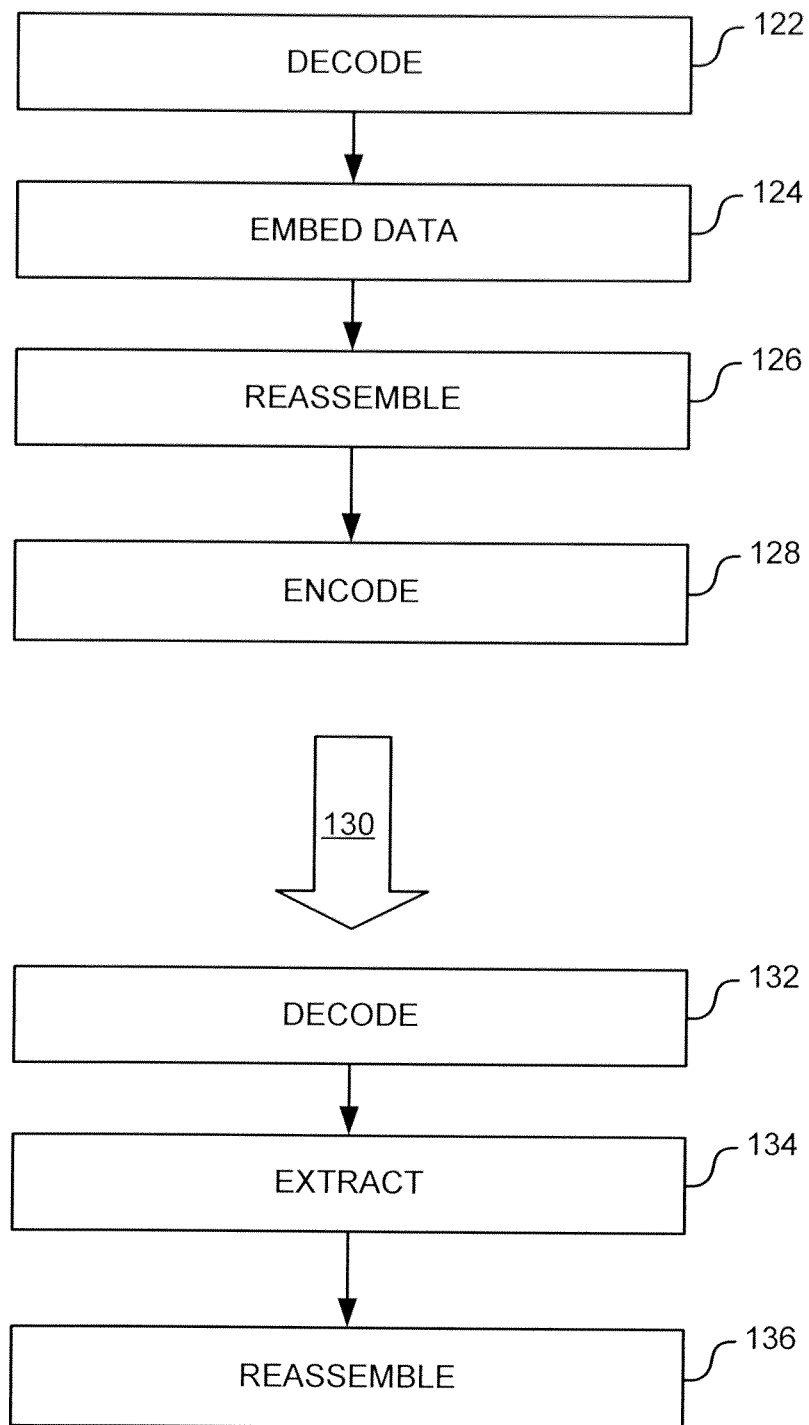 122
DECODE
124
EMBED DATA
126
REASSEMBLE
128
ENCODE
130
132
DECODE
134
EXTRACT
136
REASSEMBLE